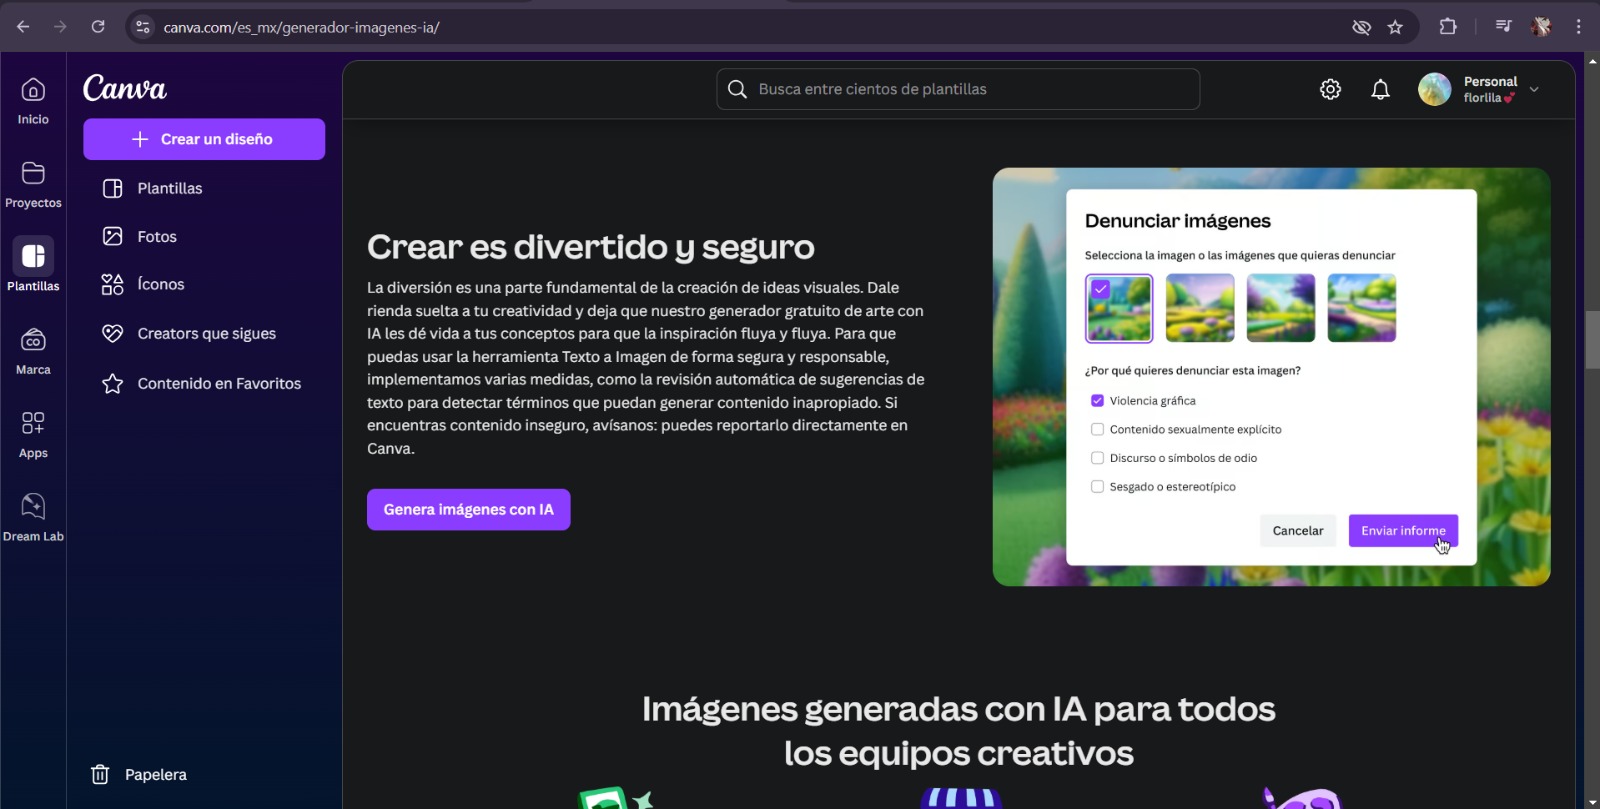 canva.com/es_mx/generador-imagenes-ia/
Inicio
Proyectos
Plantillas
Marca
Apps
Dream Lab
Canva
Crear un diseño
Plantillas
Fotos
Íconos
Creators que sigues
Contenido en Favoritos
Papelera
Busca entre cientos de plantillas
Personal
florlila💕
Crear es divertido y seguro
La diversión es una parte fundamental de la creación de ideas visuales. Dale
rienda suelta a tu creatividad y deja que nuestro generador gratuito de arte con
IA les dé vida a tus conceptos para que la inspiración fluya y fluya. Para que
puedas usar la herramienta Texto a Imagen de forma segura y responsable,
implementamos varias medidas, como la revisión automática de sugerencias de
texto para detectar términos que puedan generar contenido inapropiado. Si
encuentras contenido inseguro, avísanos: puedes reportarlo directamente en
Canva.
Genera imágenes con IA
Denunciar imágenes
Selecciona la imagen o las imágenes que quieras denunciar
¿Por qué quieres denunciar esta imagen?
Violencia gráfica
Contenido sexualmente explícito
Discurso o símbolos de odio
Sesgado o estereotípico
Cancelar
Enviar informe
Imágenes generadas con IA para todos
los equipos creativos